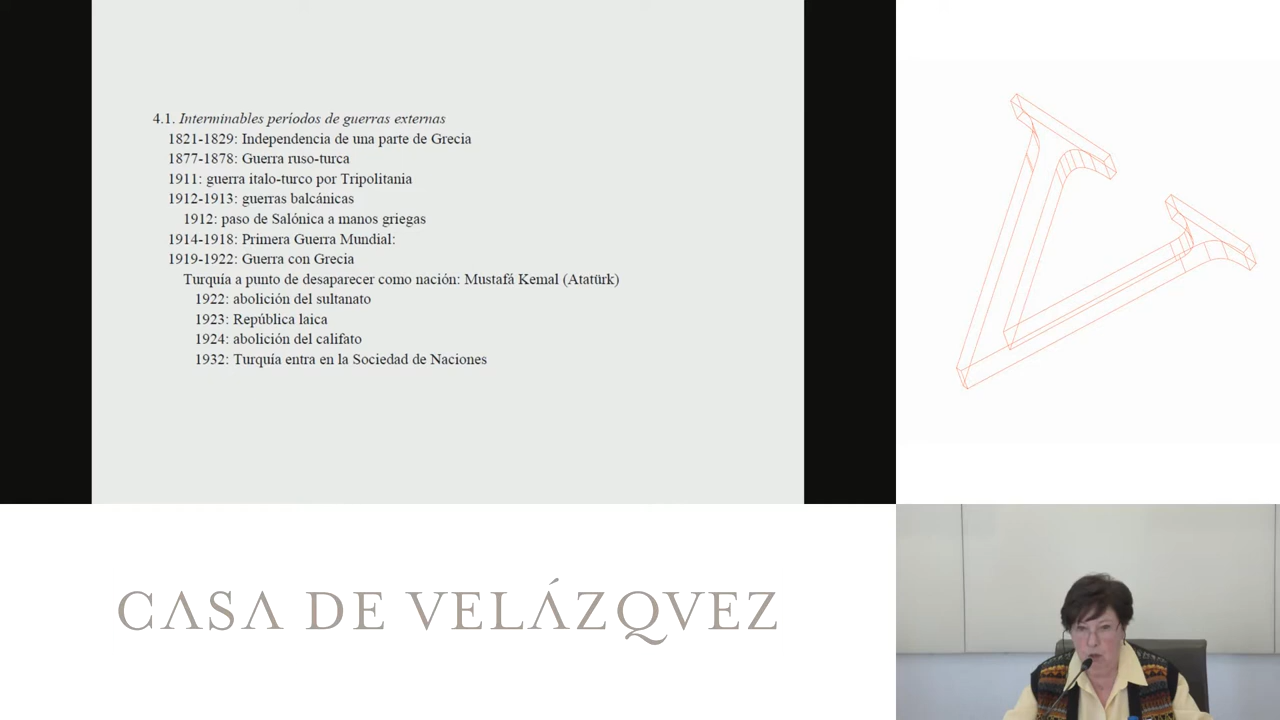 4.1. Interminables períodos de guerras externas
1821-1829: Independencia de una parte de Grecia
1877-1878: Guerra ruso-turca
1911: guerra italo-turco por Tripolitania
1912-1913: guerras balcánicas
1912: paso de Salónica a manos griegas
1914-1918: Primera Guerra Mundial:
1919-1922: Guerra con Grecia
Turquía a punto de desaparecer como nación: Mustafá Kemal (Atatürk)
1922: abolición del sultanato
1923: República laica
1924: abolición del califato
1932: Turquía entra en la Sociedad de Naciones
CASA DE VELÁZQVEZ